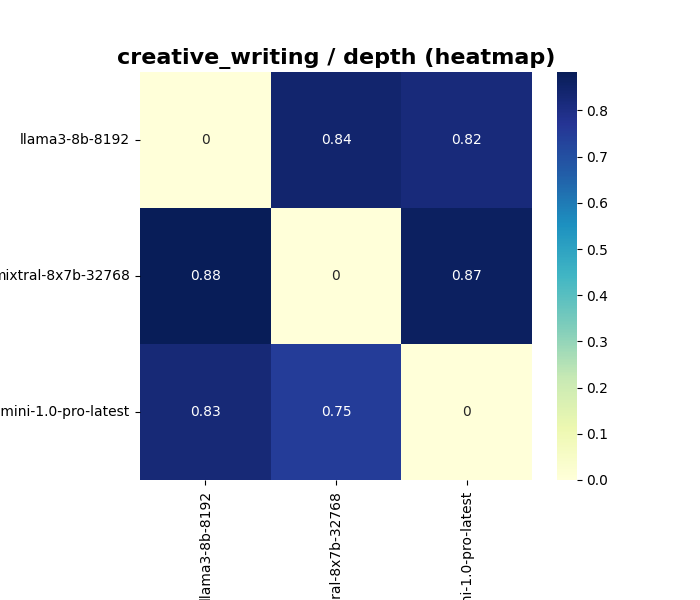 creative_writing / depth (heatmap)
llama3-8b-8192
0
0.84
0.82
mixtral-8x7b-32768
0.88
0
0.87
mini-1.0-pro-latest
0.83
0.75
0
0.8
0.7
0.6
0.5
0.4
0.3
0.2
0.1
0.0
llama3-8b-8192
ral-8x7b-32768
ni-1.0-pro-latest